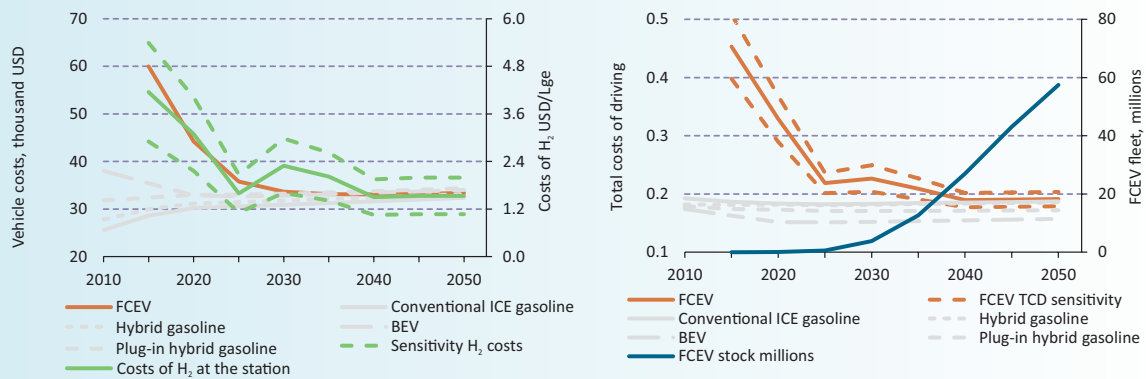 Vehicle costs, thousand USD
70
60
50
40
30
20
6.0
4.8
3.6
2.4
1.2
0.0
Costs of H₂ USD/Lge
2010
2020
2030
2040
2050
FCEV
Conventional ICE gasoline
Hybrid gasoline
BEV
Plug-in hybrid gasoline
Sensitivity H₂ costs
Costs of H₂ at the station
Total costs of driving
0.5
0.4
0.3
0.2
0.1
80
60
40
20
0
FCEV fleet, millions
2010
2020
2030
2040
2050
FCEV
FCEV TCD sensitivity
Conventional ICE gasoline
Hybrid gasoline
BEV
Plug-in hybrid gasoline
FCEV stock millions